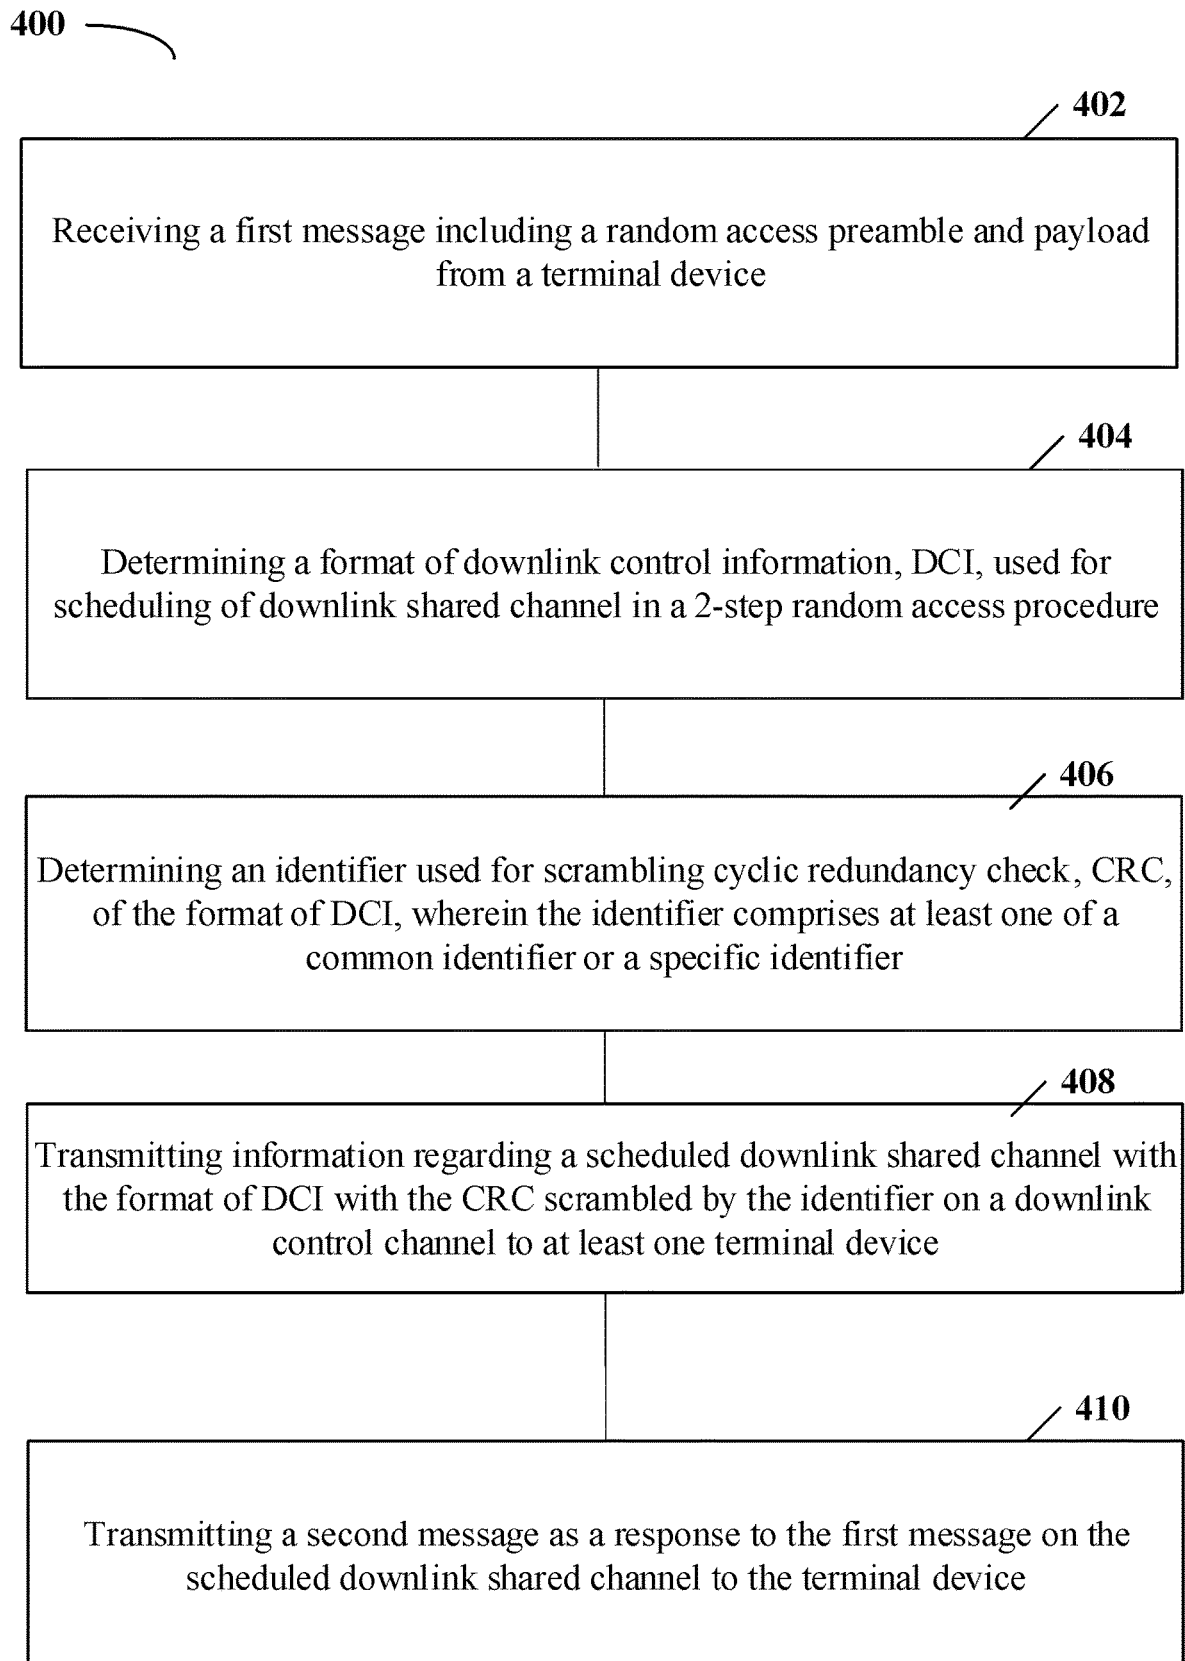 400
402
Receiving a first message including a random access preamble and payload
from a terminal device
404
Determining a format of downlink control information, DCI, used for
scheduling of downlink shared channel in a 2-step random access procedure
406
Determining an identifier used for scrambling cyclic redundancy check, CRC,
of the format of DCI, wherein the identifier comprises at least one of a
common identifier or a specific identifier
408
Transmitting information regarding a scheduled downlink shared channel with
the format of DCI with the CRC scrambled by the identifier on a downlink
control channel to at least one terminal device
410
Transmitting a second message as a response to the first message on the
scheduled downlink shared channel to the terminal device